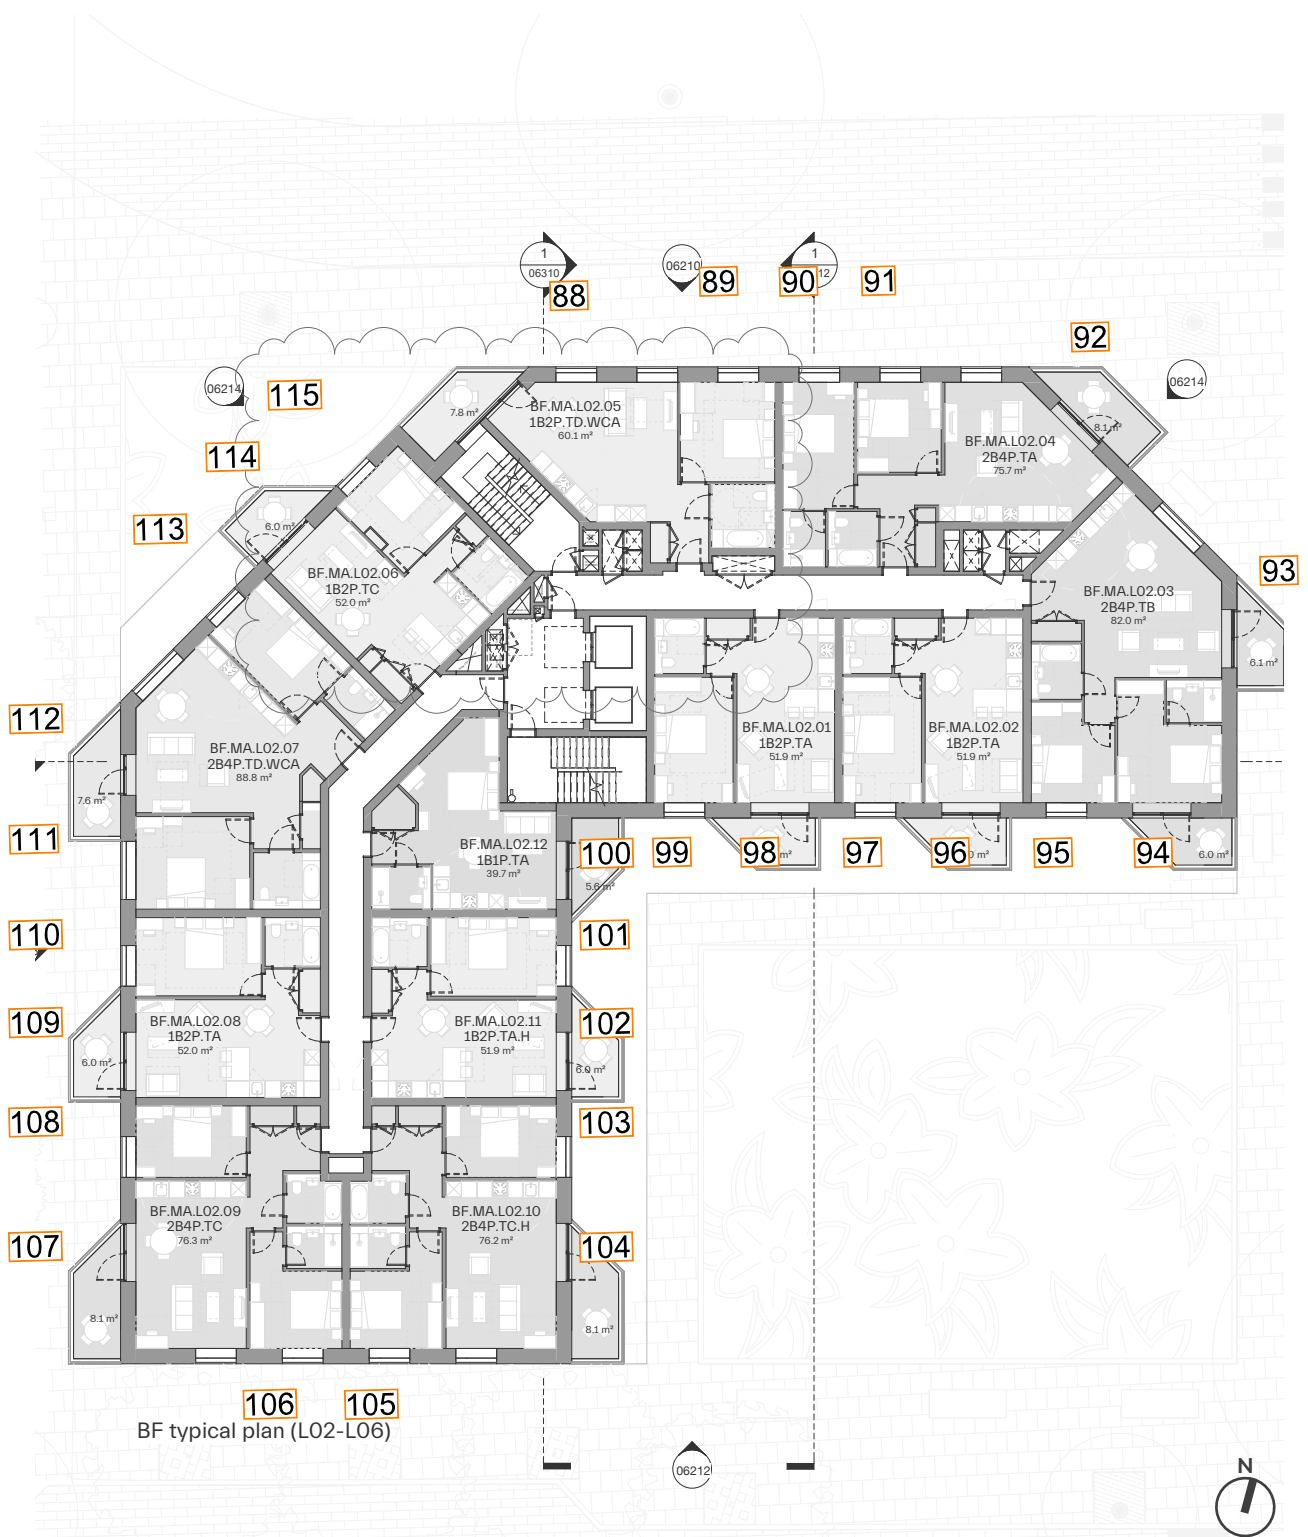 1
06310
88
06210
89
90
1
12
91
92
06214
115
06214
7.8 m²
BF.MA.L02.05
1B2P.TD.WCA
60.1 m²
8.1 m²
BF.MA.L02.04
2B4P.TA
75.7 m²
114
113
6.0 m²
BF.MA.L02.06
1B2P.TC
52.0 m²
93
BF.MA.L02.03
2B4P.TB
82.0 m²
6.1 m²
112
BF.MA.L02.07
2B4P.TD.WCA
88.8 m²
BF.MA.L02.01
1B2P.TA
51.9 m²
BF.MA.L02.02
1B2P.TA
51.9 m²
7.6 m²
111
BF.MA.L02.12
1B1P.TA
39.7 m²
100
5.6 m²
99
98
m²
97
96
0 m²
95
94
6.0 m²
110
101
109
BF.MA.L02.08
1B2P.TA
52.0 m²
BF.MA.L02.11
1B2P.TA.H
51.9 m²
102
6.0 m²
6.0 m²
108
103
107
BF.MA.L02.09
2B4P.TC
76.3 m²
BF.MA.L02.10
2B4P.TC.H
76.2 m²
104
8.1 m²
8.1 m²
106
105
BF typical plan (L02-L06)
06212
N